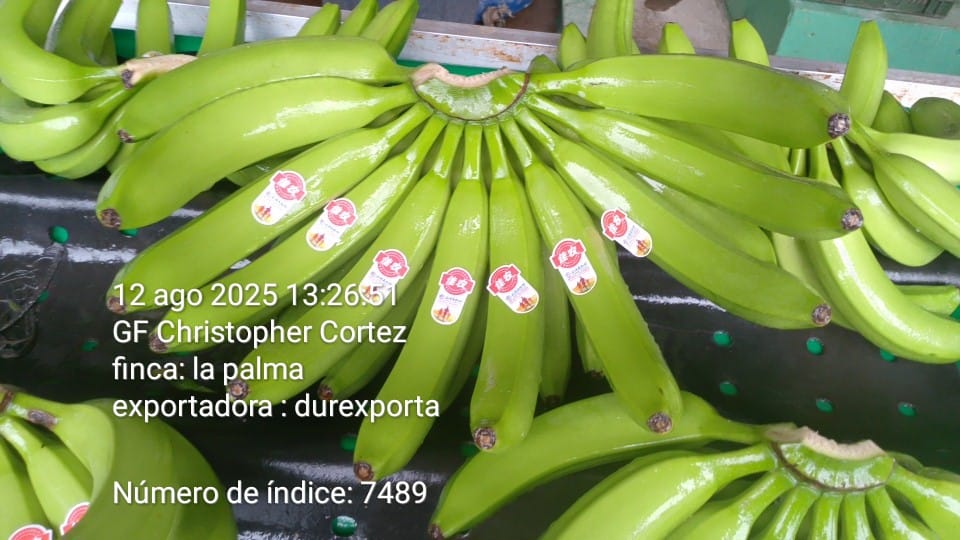 12 ago 2025 13:26:51
GF Christopher Cortez
finca: la palma
exportadora : durexporta
Número de índice: 7489